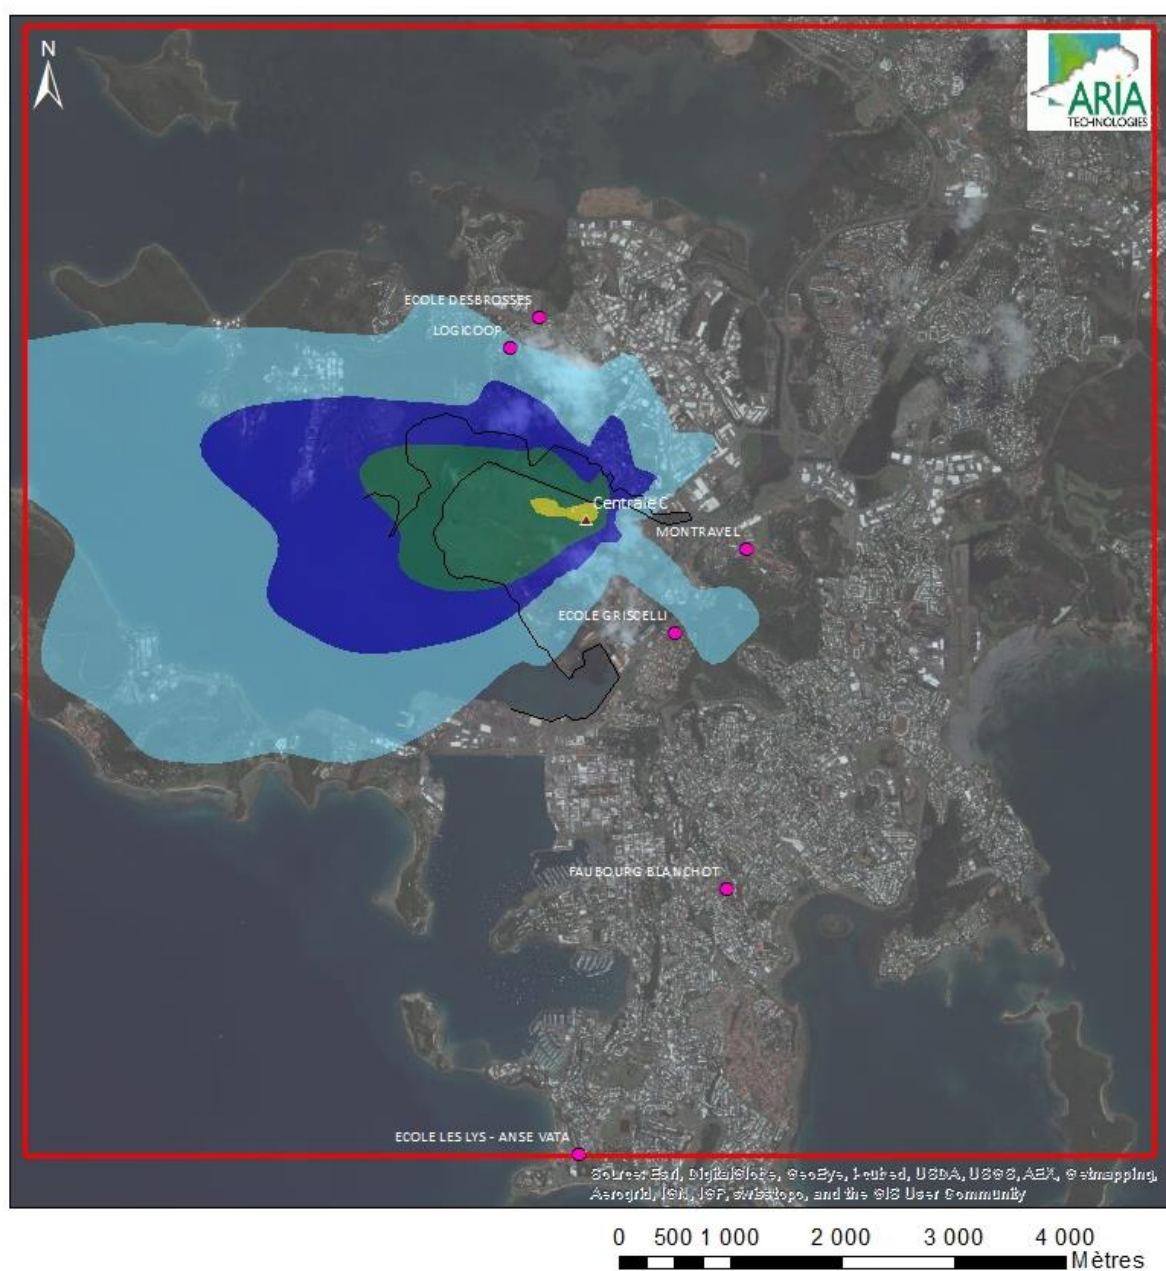 N
ARIA
TECHNOLOGIES
ECOLE DESBROSSES
LOGICOOP
Centrale C
MONTRAVEL
ECOLE GRISCELLI
FAUBOURG BLANCHOT
ECOLE LES LYS - ANSE VATA
Source: Esri, DigitalGlobe, GeoEye, i-cubed, USDA, USGS, AEX, Getmapping,
Aerogrid, IGN, IGP, swisstopo, and the GIS User Community
0 500 1 000 2 000 3 000 4 000
Mètres